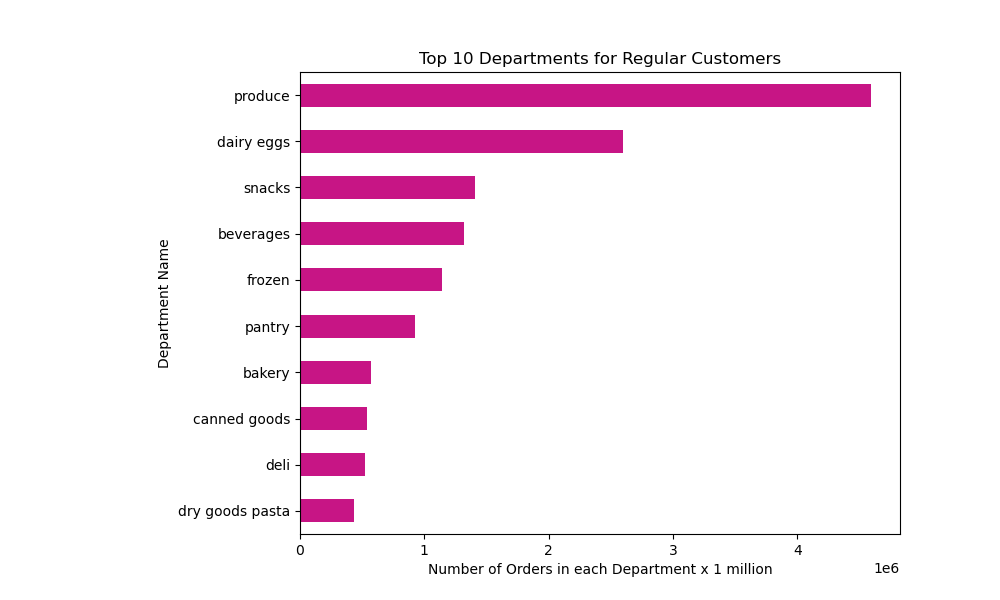 Top 10 Departments for Regular Customers
produce
dairy eggs
snacks
beverages
frozen
pantry
bakery
canned goods
deli
dry goods pasta
Department Name
0 1 2 3 4
1e6
Number of Orders in each Department x 1 million